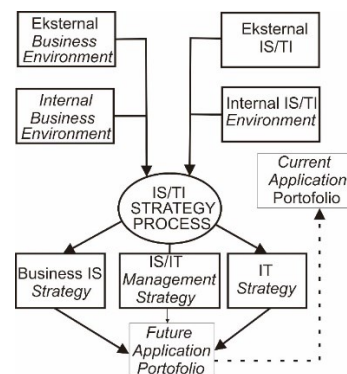 Eksternal
Business
Environment
Eksternal
IS/TI
Internal
Business
Environment
Internal IS/TI
Environment
Current
Application
Portofolio
IS/TI
STRATEGY
PROCESS
Business IS
Strategy
IS/IT
Management
Strategy
IT
Strategy
Future
Application
Portofolio